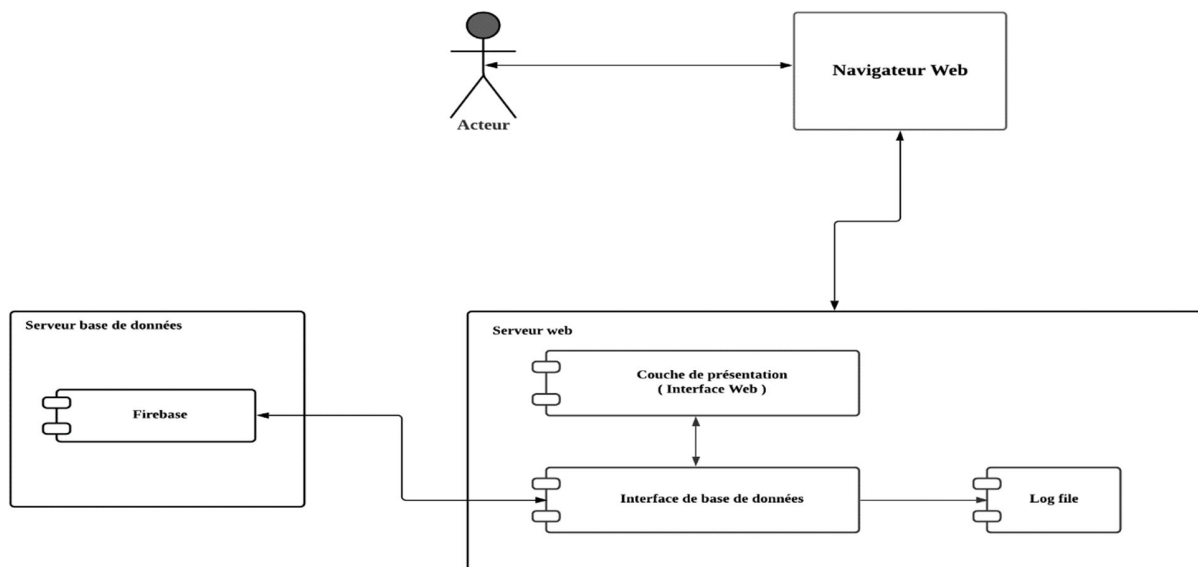 Navigateur Web
Acteur
Serveur base de données
Firebase
Serveur web
Couche de présentation
( Interface Web )
Interface de base de données
Log file